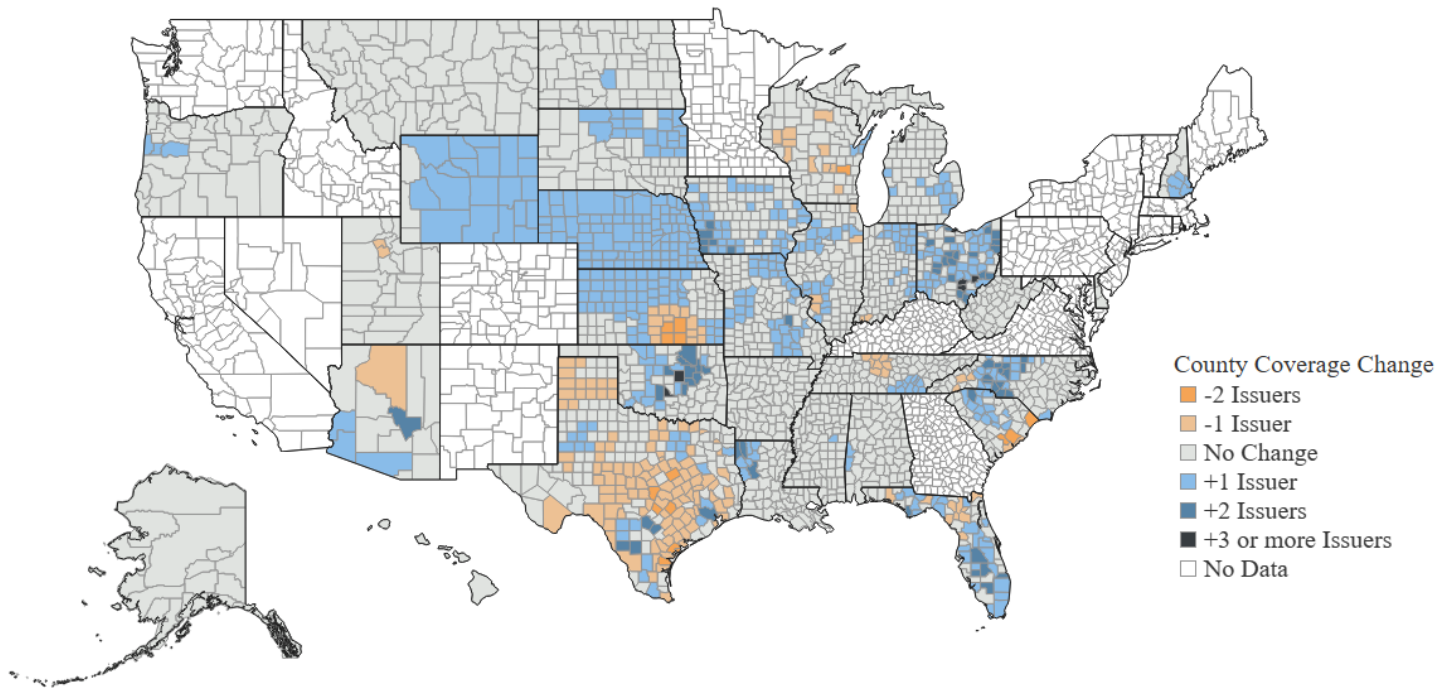 County Coverage Change
-2 Issuers
-1 Issuer
No Change
+1 Issuer
+2 Issuers
+3 or more Issuers
No Data